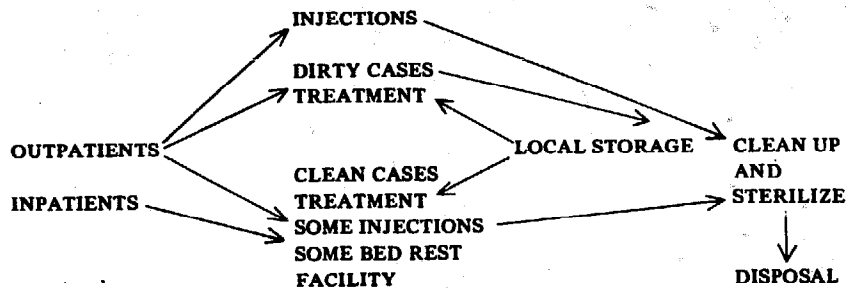 INJECTIONS
DIRTY CASES
TREATMENT
OUTPATIENTS
INPATIENTS
CLEAN CASES
TREATMENT
SOME INJECTIONS
SOME BED REST
FACILITY
LOCAL STORAGE
CLEAN UP
AND
STERILIZE
DISPOSAL